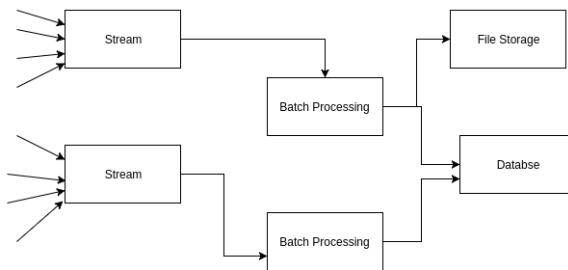 Stream
File Storage
Batch Processing
Databse
Stream
Batch Processing